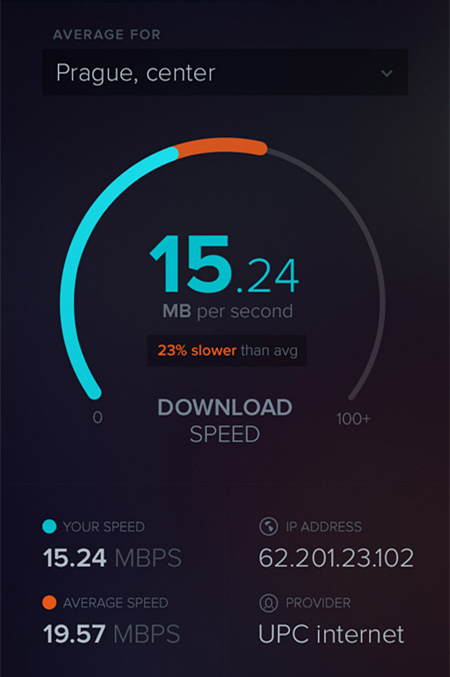 AVERAGE FOR
Prague, center
15.24
MB per second
23% slower than avg
0
DOWNLOAD
SPEED
100+
YOUR SPEED
15.24 MBPS
IP ADDRESS
62.201.23.102
AVERAGE SPEED
19.57 MBPS
PROVIDER
UPC internet